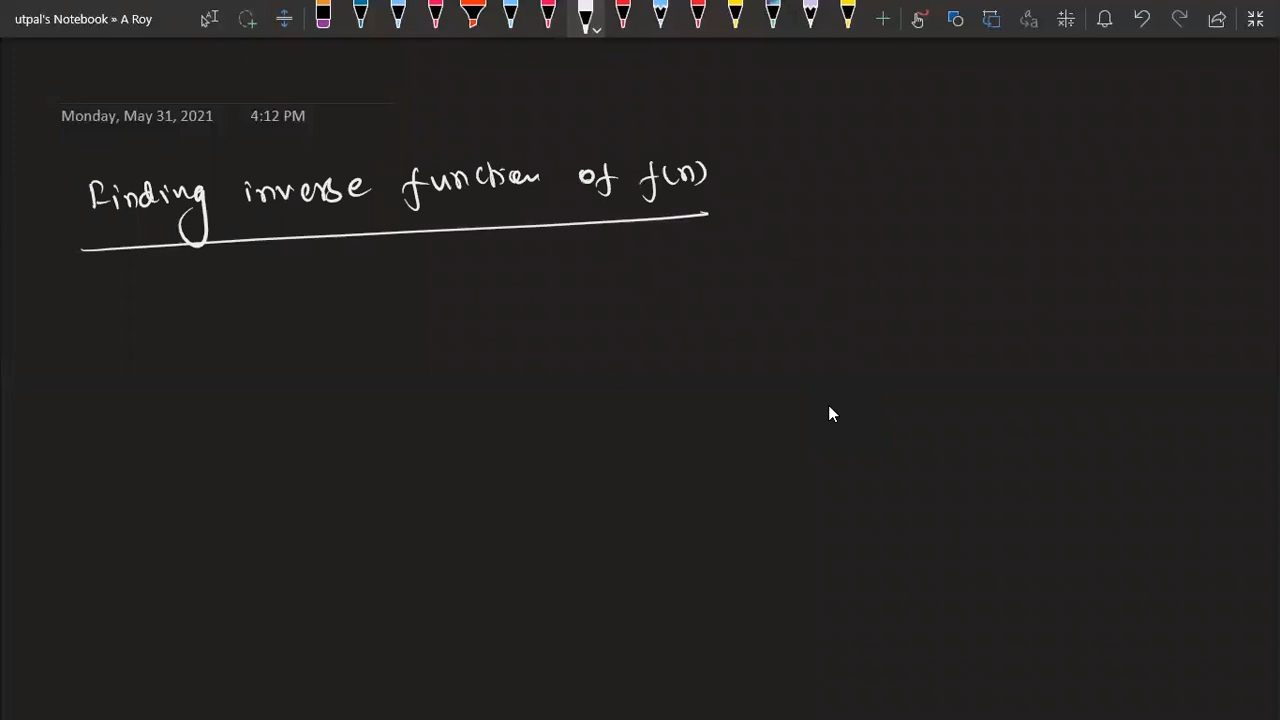 utpal's Notebook » A Roy
Monday, May 31, 2021 4:12 PM
Finding inverse function of f(n)